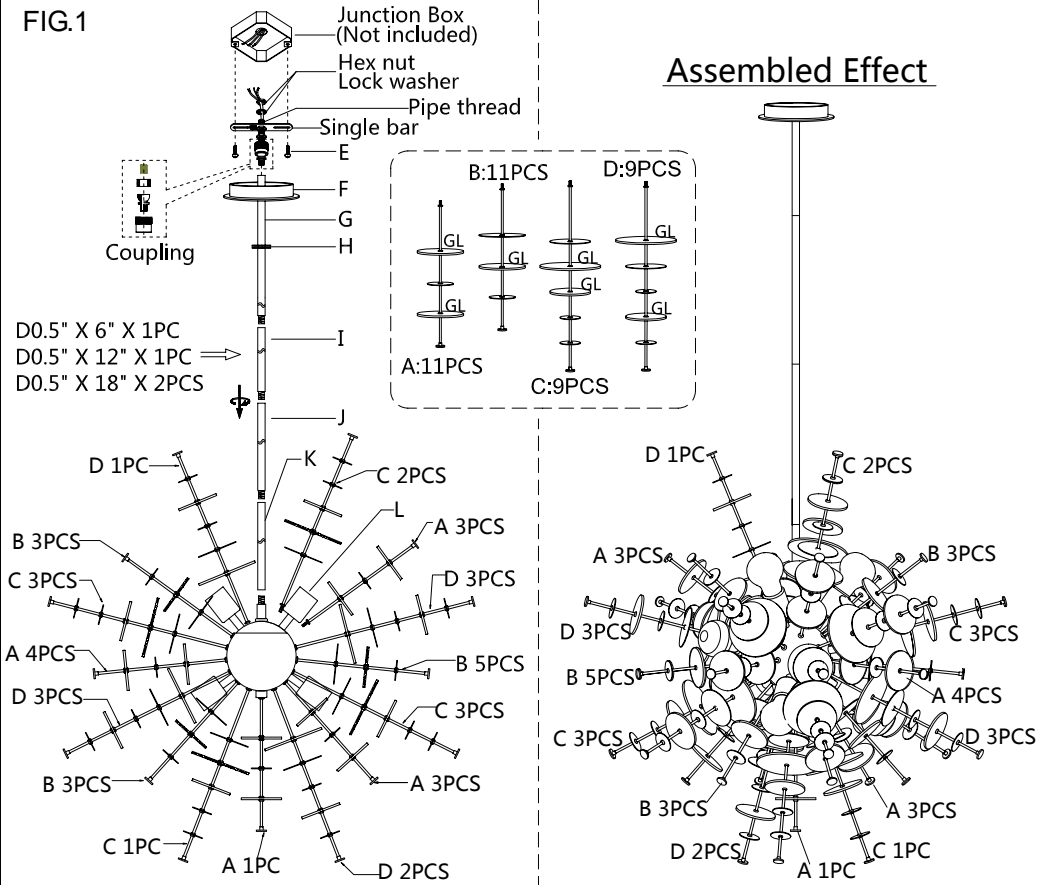 FIG.1
Junction Box
(Not included)
Hex nut
Lock washer
Pipe thread
Single bar
E
F
G
H
Coupling
D0.5" X 6" X 1PC
D0.5" X 12" X 1PC
D0.5" X 18" X 2PCS
I
J
K
L
D 1PC
C 2PCS
B 3PCS
A 3PCS
C 3PCS
D 3PCS
A 4PCS
B 5PCS
D 3PCS
C 3PCS
B 3PCS
A 3PCS
C 1PC
A 1PC
D 2PCS
B:11PCS
D:9PCS
GL
GL
GL
GL
GL
GL
GL
A:11PCS
C:9PCS
Assembled Effect
D 1PC
C 2PCS
A 3PCS
B 3PCS
D 3PCS
C 3PCS
B 5PCS
A 4PCS
C 3PCS
D 3PCS
B 3PCS
A 3PCS
D 2PCS
C 1PC
A 1PC